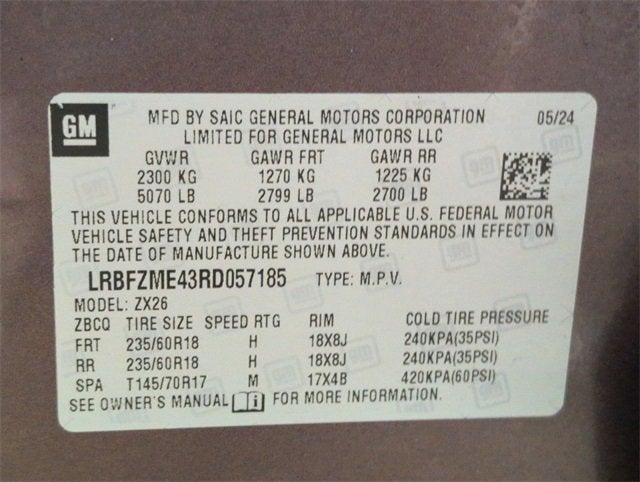 GM
MFD BY SAIC GENERAL MOTORS CORPORATION 05/24
LIMITED FOR GENERAL MOTORS LLC
GVWR GAWR FRT GAWR RR
2300 KG 1270 KG 1225 KG
5070 LB 2799 LB 2700 LB
THIS VEHICLE CONFORMS TO ALL APPLICABLE U.S. FEDERAL MOTOR
VEHICLE SAFETY AND THEFT PREVENTION STANDARDS IN EFFECT ON
THE DATE OF MANUFACTURE SHOWN ABOVE.
LRBFZME43RD057185 TYPE: M.P.V.
MODEL: ZX26
ZBCQ TIRE SIZE SPEED RTG RIM COLD TIRE PRESSURE
FRT 235/60R18 H 18X8J 240KPA(35PSI)
RR 235/60R18 H 18X8J 240KPA(35PSI)
SPA T145/70R17 M 17X4B 420KPA(60PSI)
SEE OWNER'S MANUAL i FOR MORE INFORMATION.